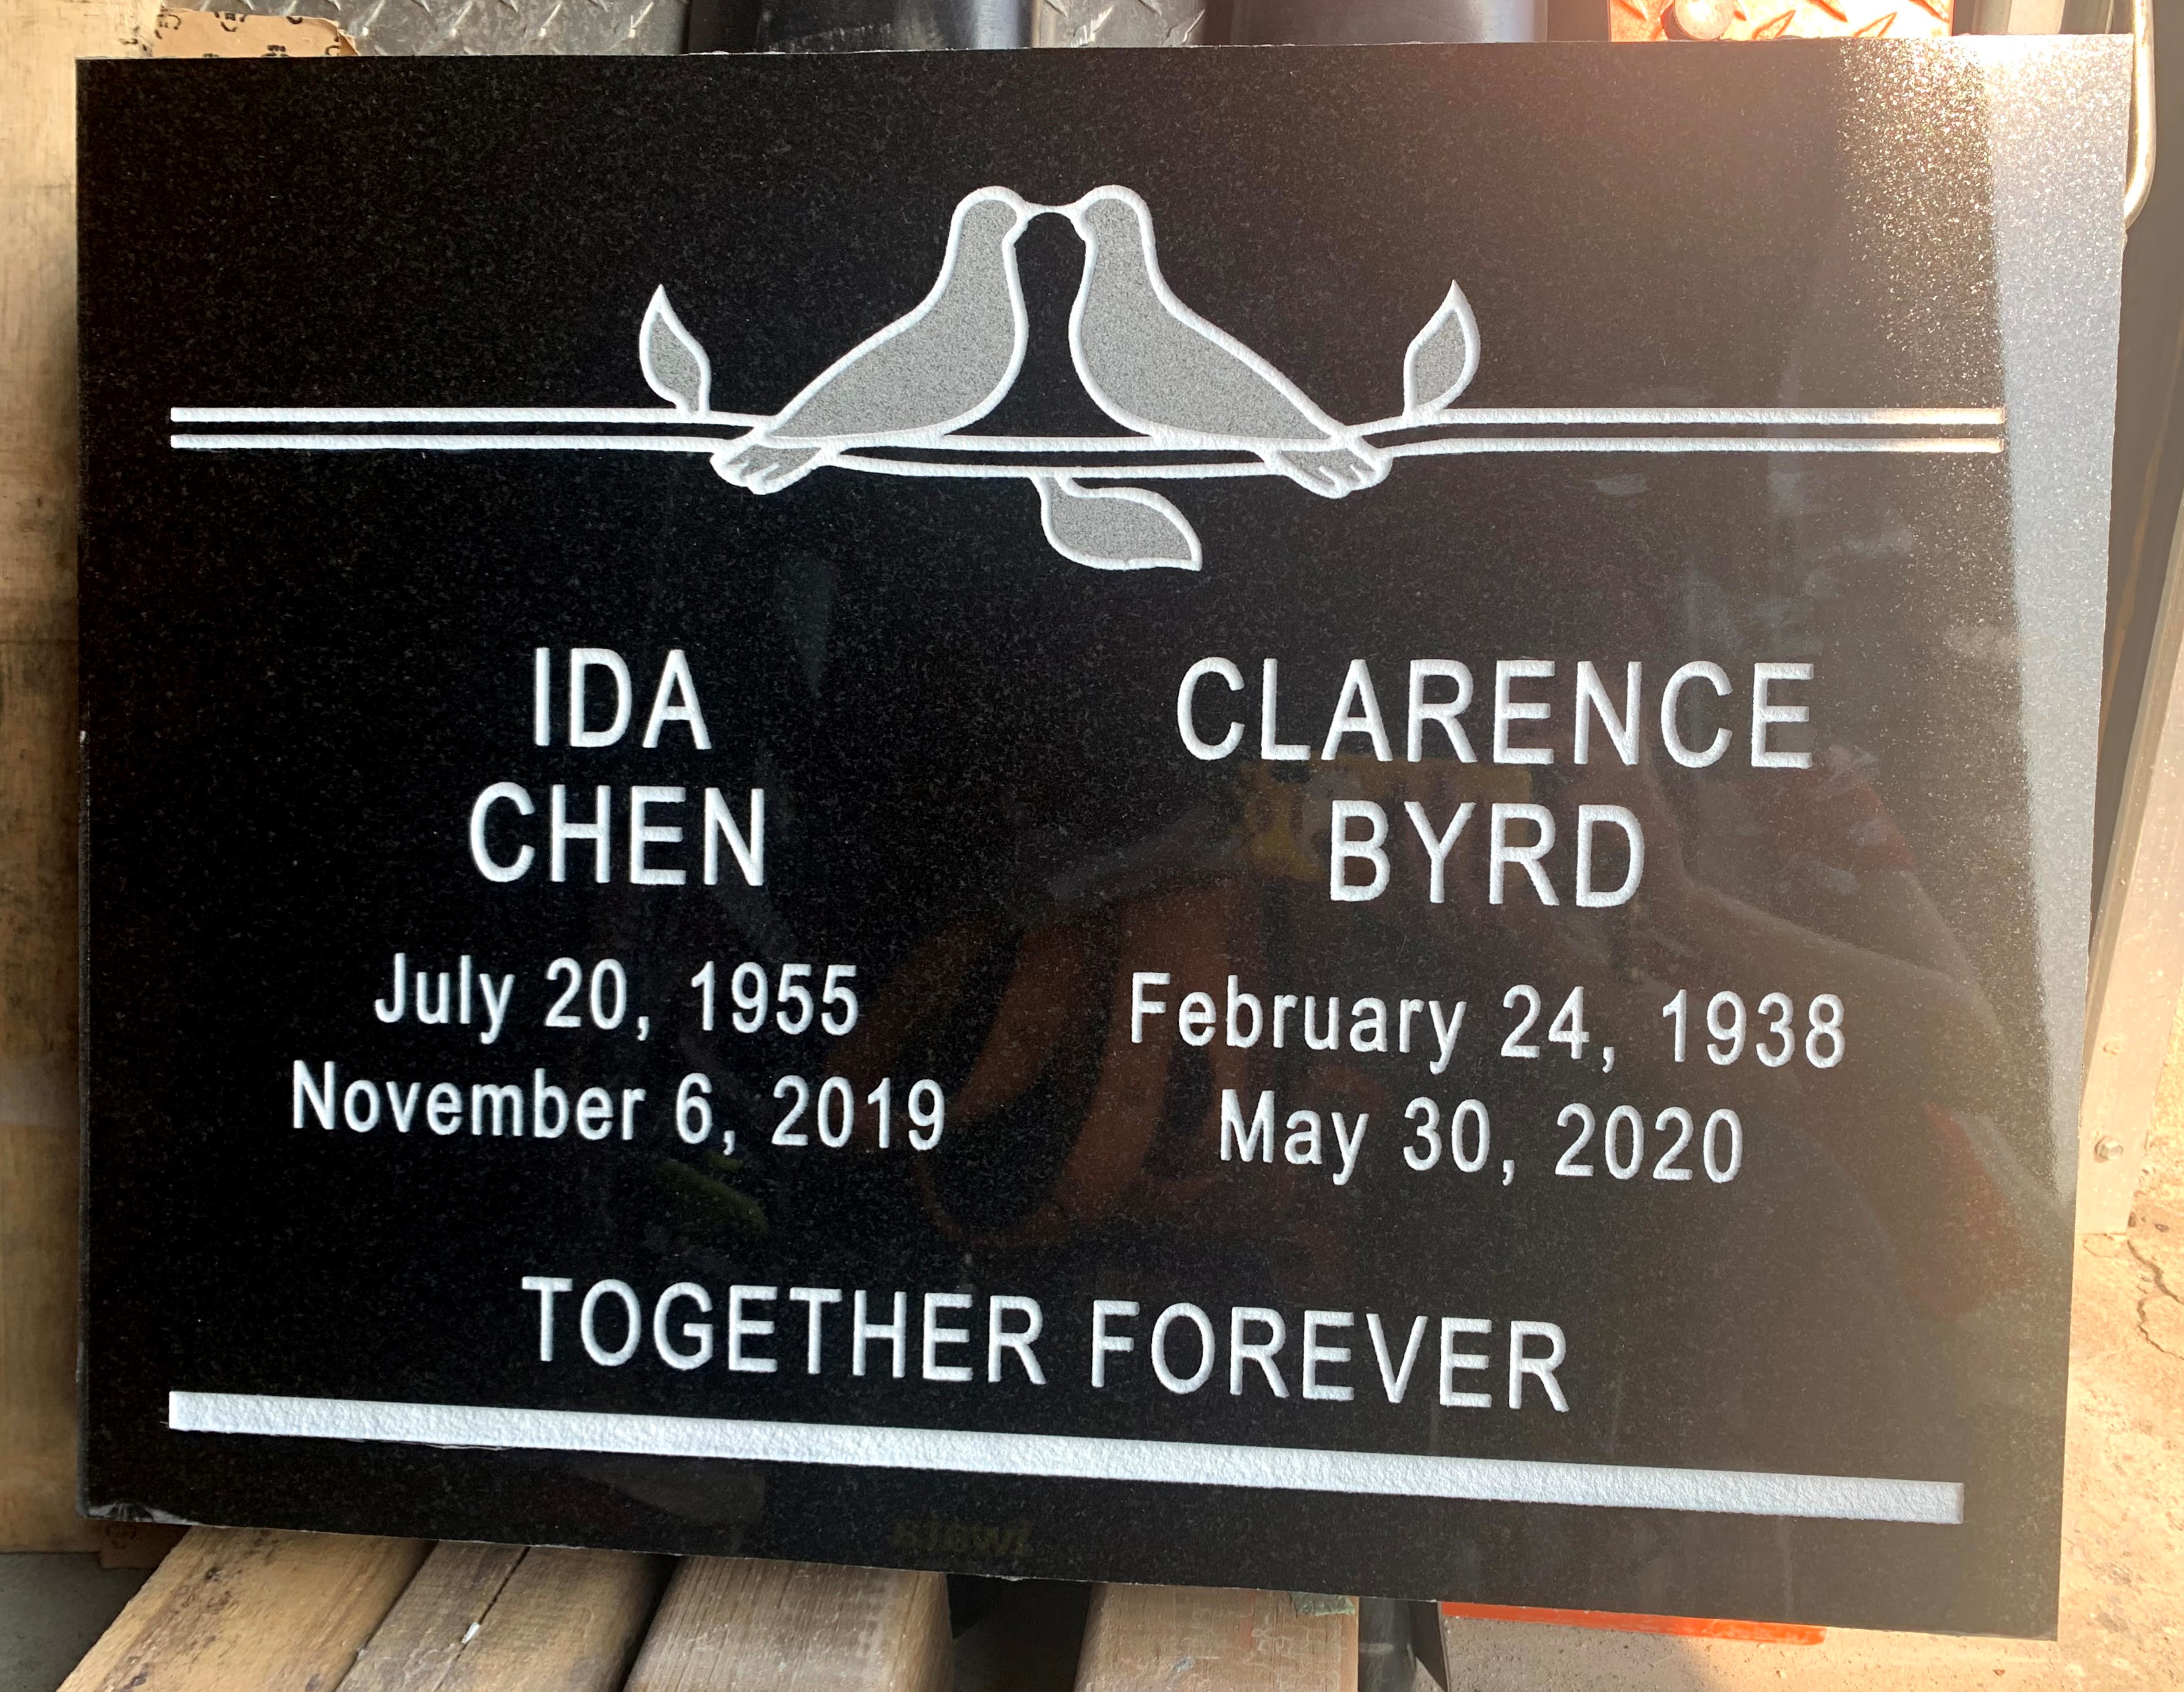 IDA
CHEN
July 20, 1955
November 6, 2019
CLARENCE
BYRD
February 24, 1938
May 30, 2020
TOGETHER FOREVER